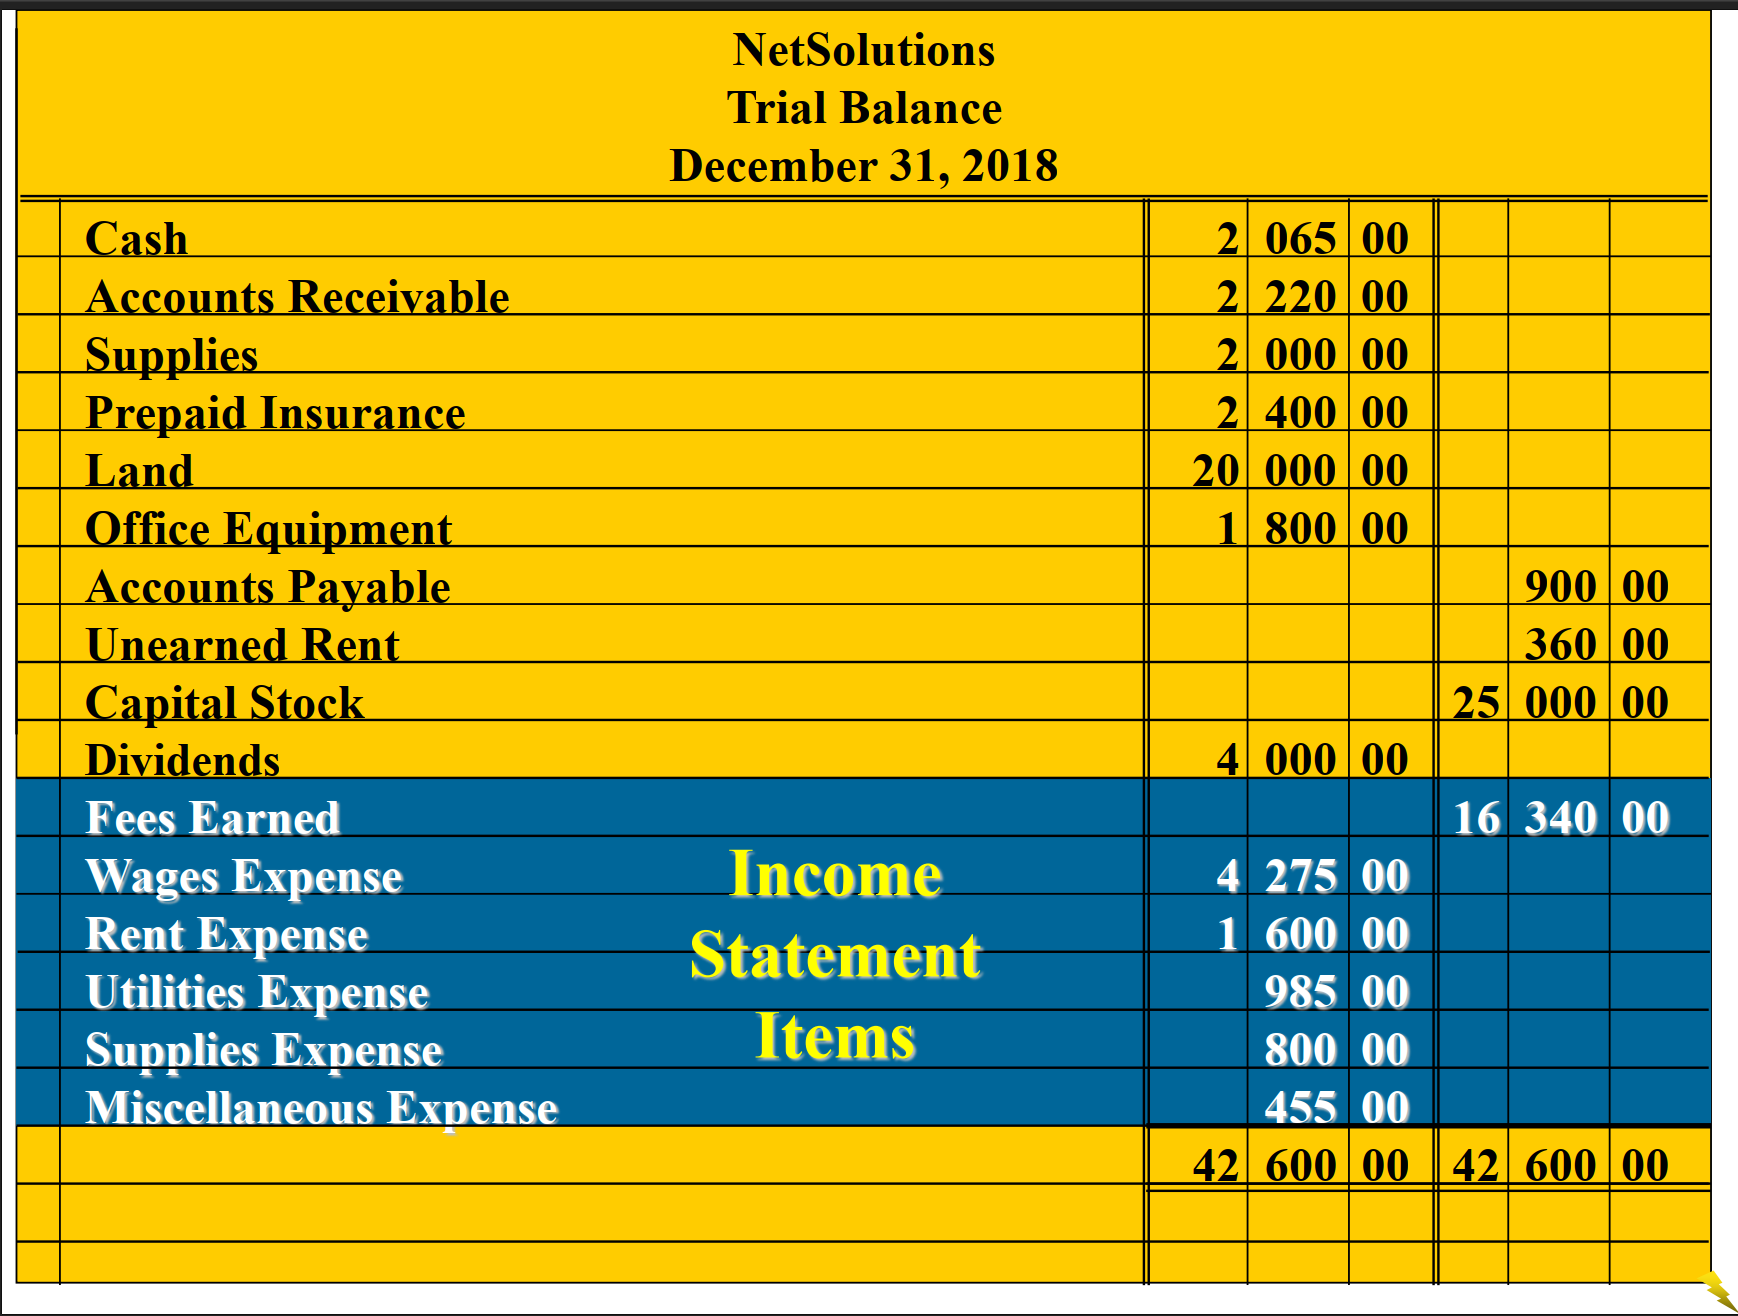 NetSolutions
Trial Balance
December 31, 2018
Cash 2 065 00
Accounts Receivable 2 220 00
Supplies 2 000 00
Prepaid Insurance 2 400 00
Land 20 000 00
Office Equipment 1 800 00
Accounts Payable 900 00
Unearned Rent 360 00
Capital Stock 25 000 00
Dividends 4 000 00
Fees Earned 16 340 00
Wages Expense 4 275 00
Rent Expense 1 600 00
Utilities Expense 985 00
Supplies Expense 800 00
Miscellaneous Expense 455 00
Income
Statement
Items
42 600 00 42 600 00